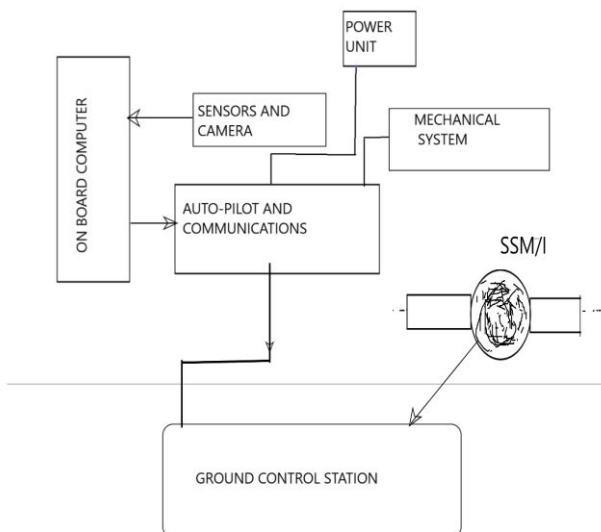 POWER
UNIT
ON BOARD COMPUTER
SENSORS AND
CAMERA
MECHANICAL
SYSTEM
AUTO-PILOT AND
COMMUNICATIONS
SSM/I
GROUND CONTROL STATION